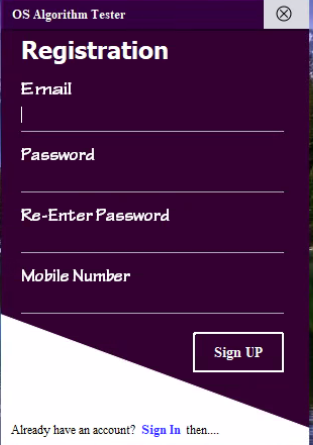 OS Algorithm Tester
Registration
Email
Password
Re-Enter Password
Mobile Number
Sign UP
Already have an account? Sign In then....